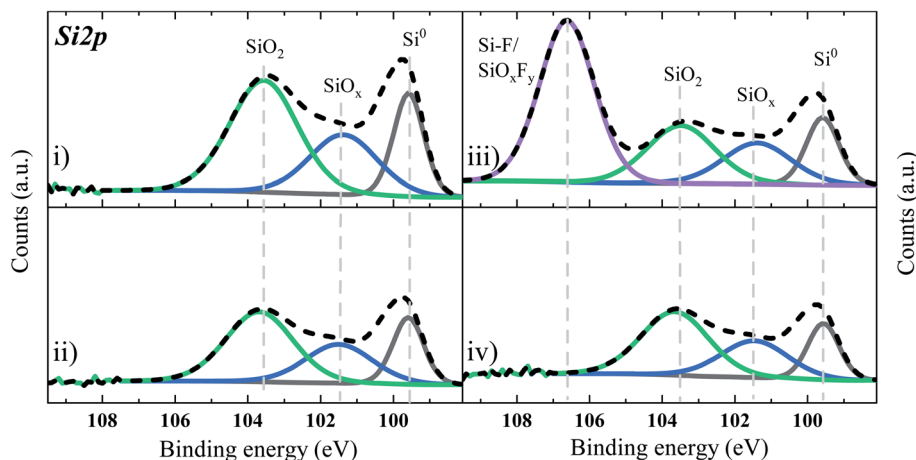 Si2p
SiO2
SiOx
Si0
i)
Si-F/
SiOxFy
SiO2
SiOx
Si0
iii)
ii)
iv)
Counts (a.u.)
Counts (a.u.)
108 106 104 102 100
108 106 104 102 100
Binding energy (eV)
Binding energy (eV)